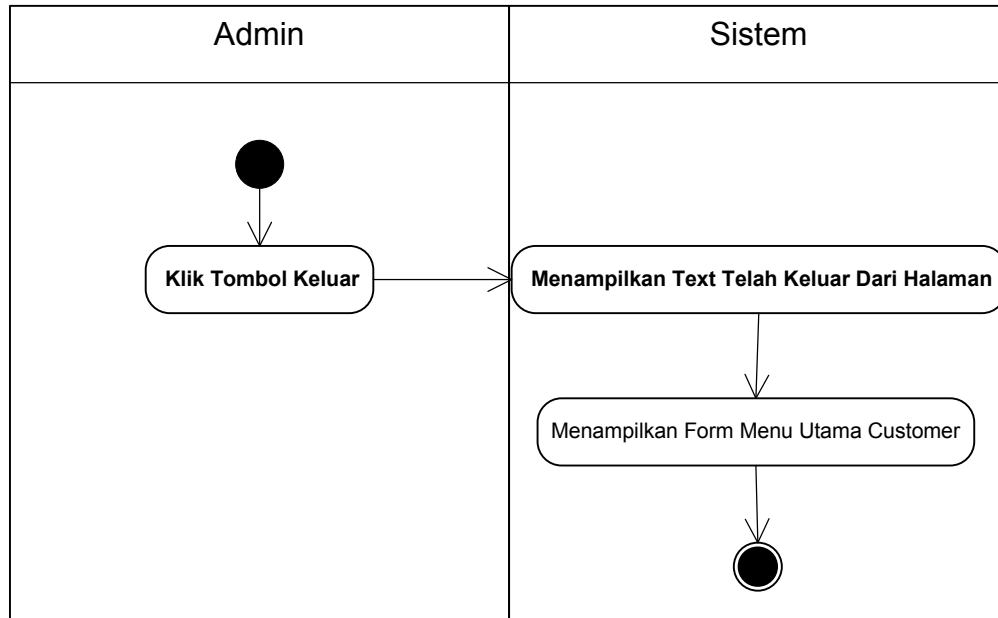 Admin
Sistem
Klik Tombol Keluar
Menampilkan Text Telah Keluar Dari Halaman
Menampilkan Form Menu Utama Customer